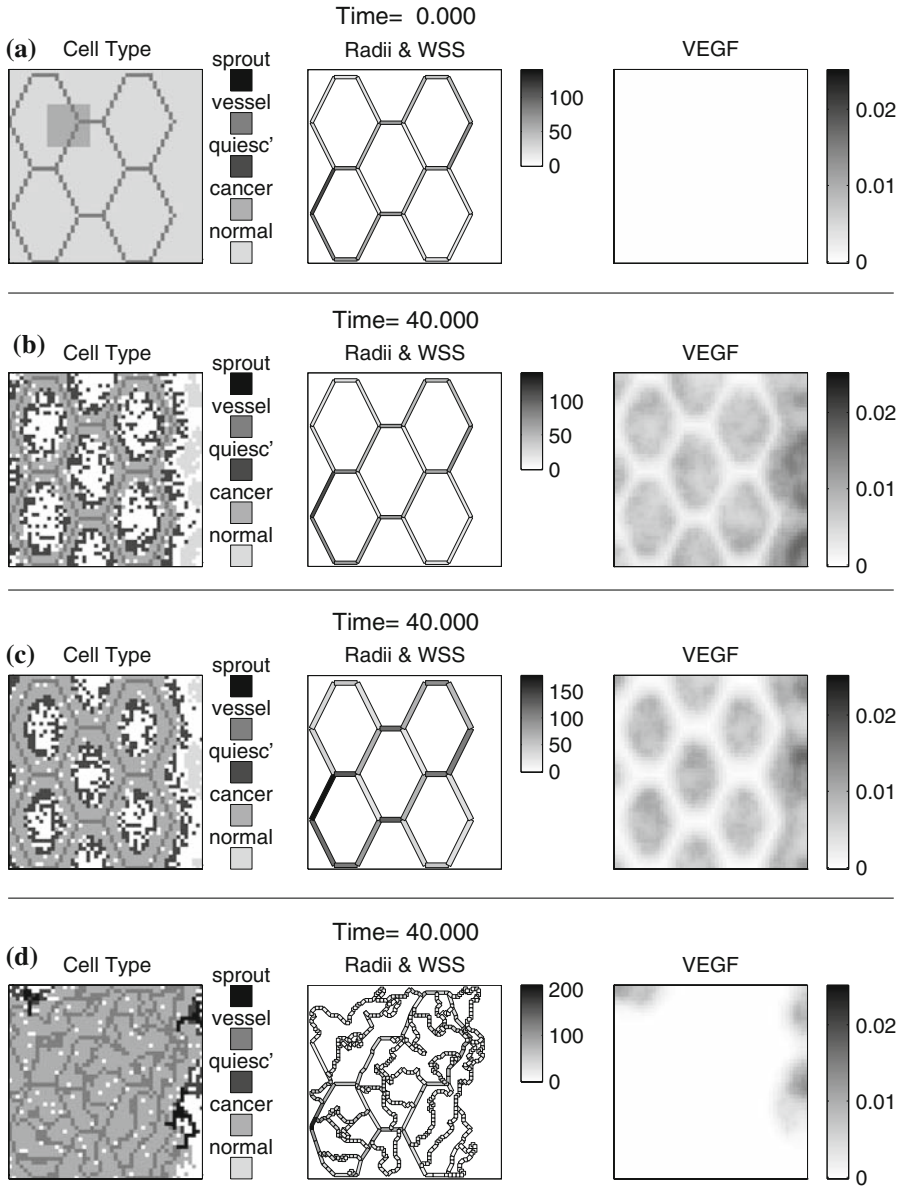 Time= 0.000
(a)
Cell Type
Radii & WSS
VEGF
sprout
vessel
quiesc'
cancer
normal
100
50
0
0.02
0.01
0
Time= 40.000
(b)
Cell Type
Radii & WSS
VEGF
sprout
vessel
quiesc'
cancer
normal
100
50
0
0.02
0.01
0
Time= 40.000
(c)
Cell Type
Radii & WSS
VEGF
sprout
vessel
quiesc'
cancer
normal
150
100
50
0
0.02
0.01
0
Time= 40.000
(d)
Cell Type
Radii & WSS
VEGF
sprout
vessel
quiesc'
cancer
normal
200
100
0
0.02
0.01
0